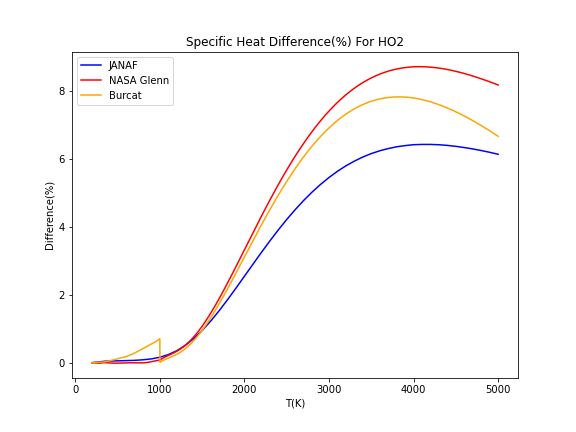 Specific Heat Difference(%) For HO2
JANAF
NASA Glenn
Burcat
8
6
4
2
0
Difference(%)
0 1000 2000 3000 4000 5000
T(K)